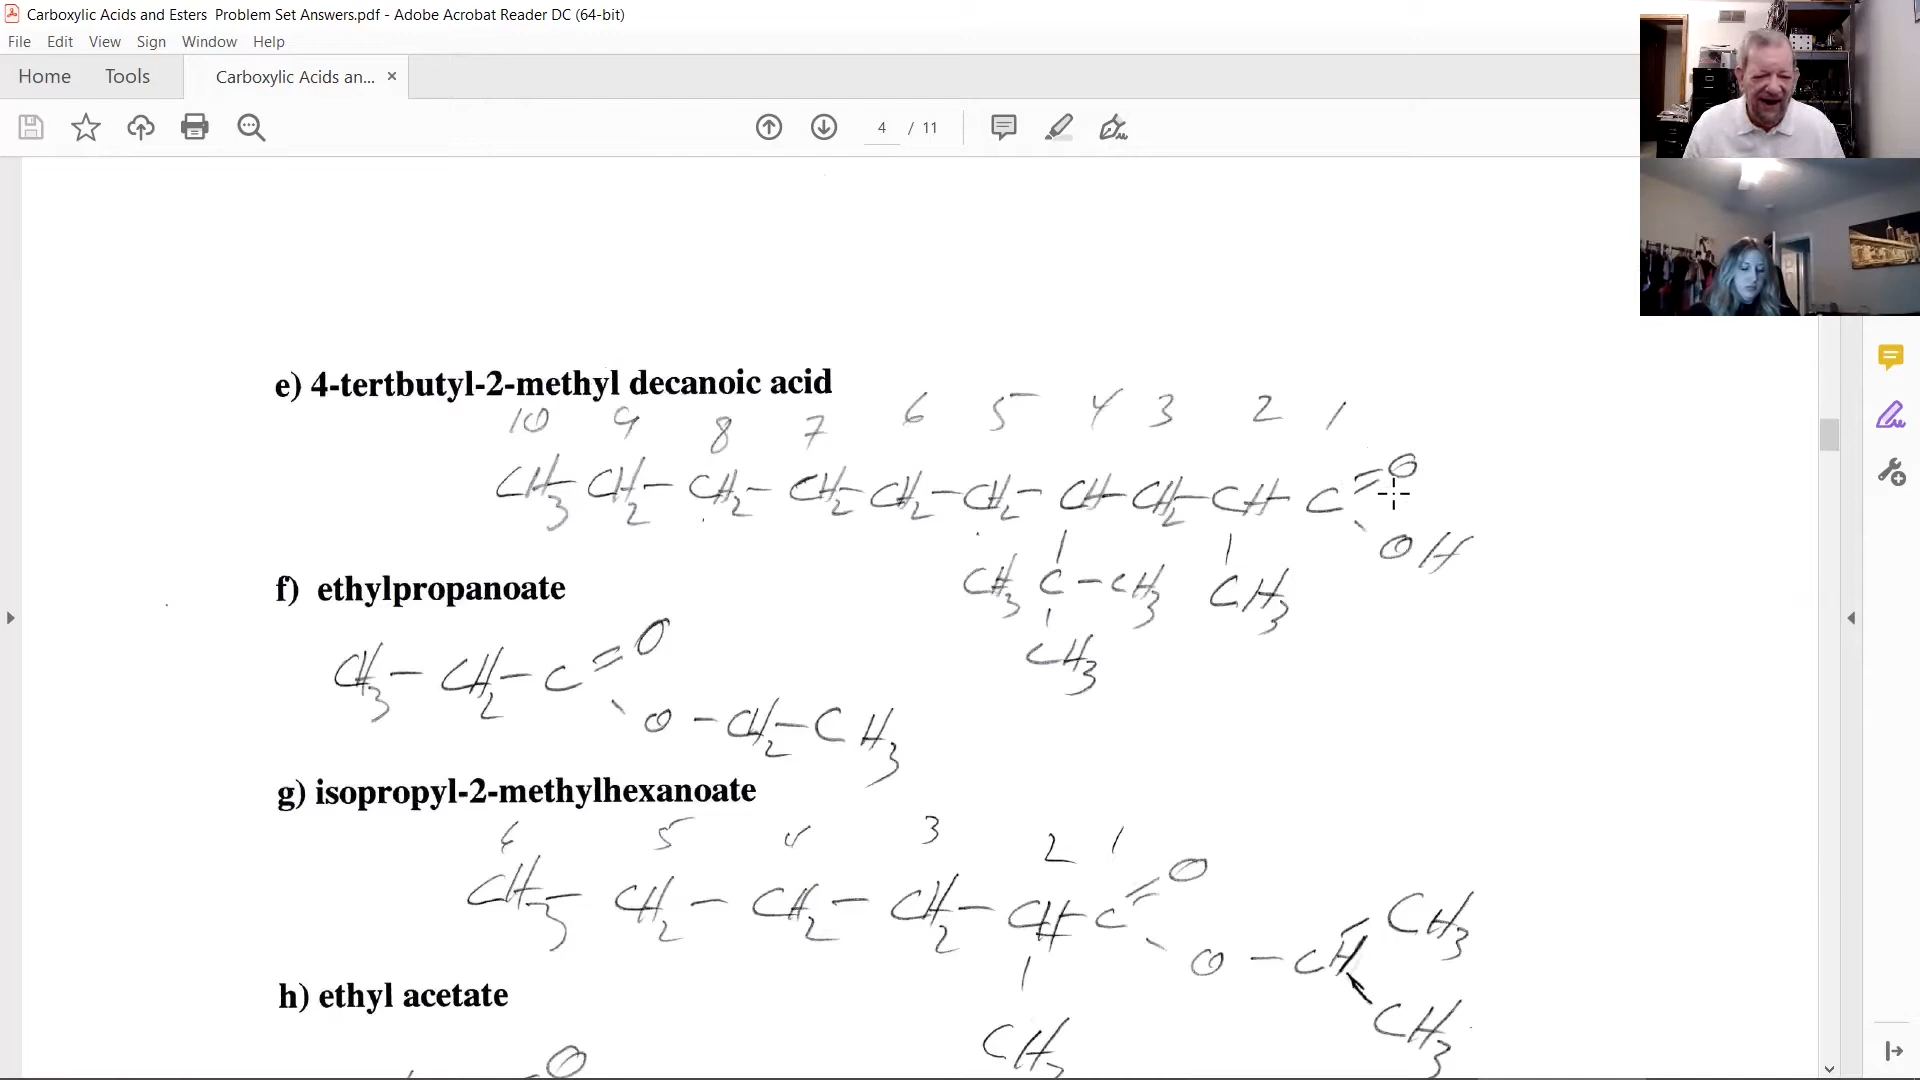 Carboxylic Acids and Esters  Problem Set Answers.pdf - Adobe Acrobat Reader DC (64-bit)
File Edit View Sign Window Help
Home Tools Carboxylic Acids an... ×
4 / 11
e) 4-tertbutyl-2-methyl decanoic acid
10 9 8 7 6 5 4 3 2 1
CH3 - CH2 - CH2 - CH2 - CH2 - CH2 - CH - CH2 - CH - C = O
OH
CH3 C - CH3 CH3
CH3
f) ethylpropanoate
CH3 - CH2 - C = O
O - CH2 - CH3
g) isopropyl-2-methylhexanoate
6 5 4 3 2 1
CH3 - CH2 - CH2 - CH2 - CH - C = O
O - CH CH3
CH3
CH3
h) ethyl acetate
O